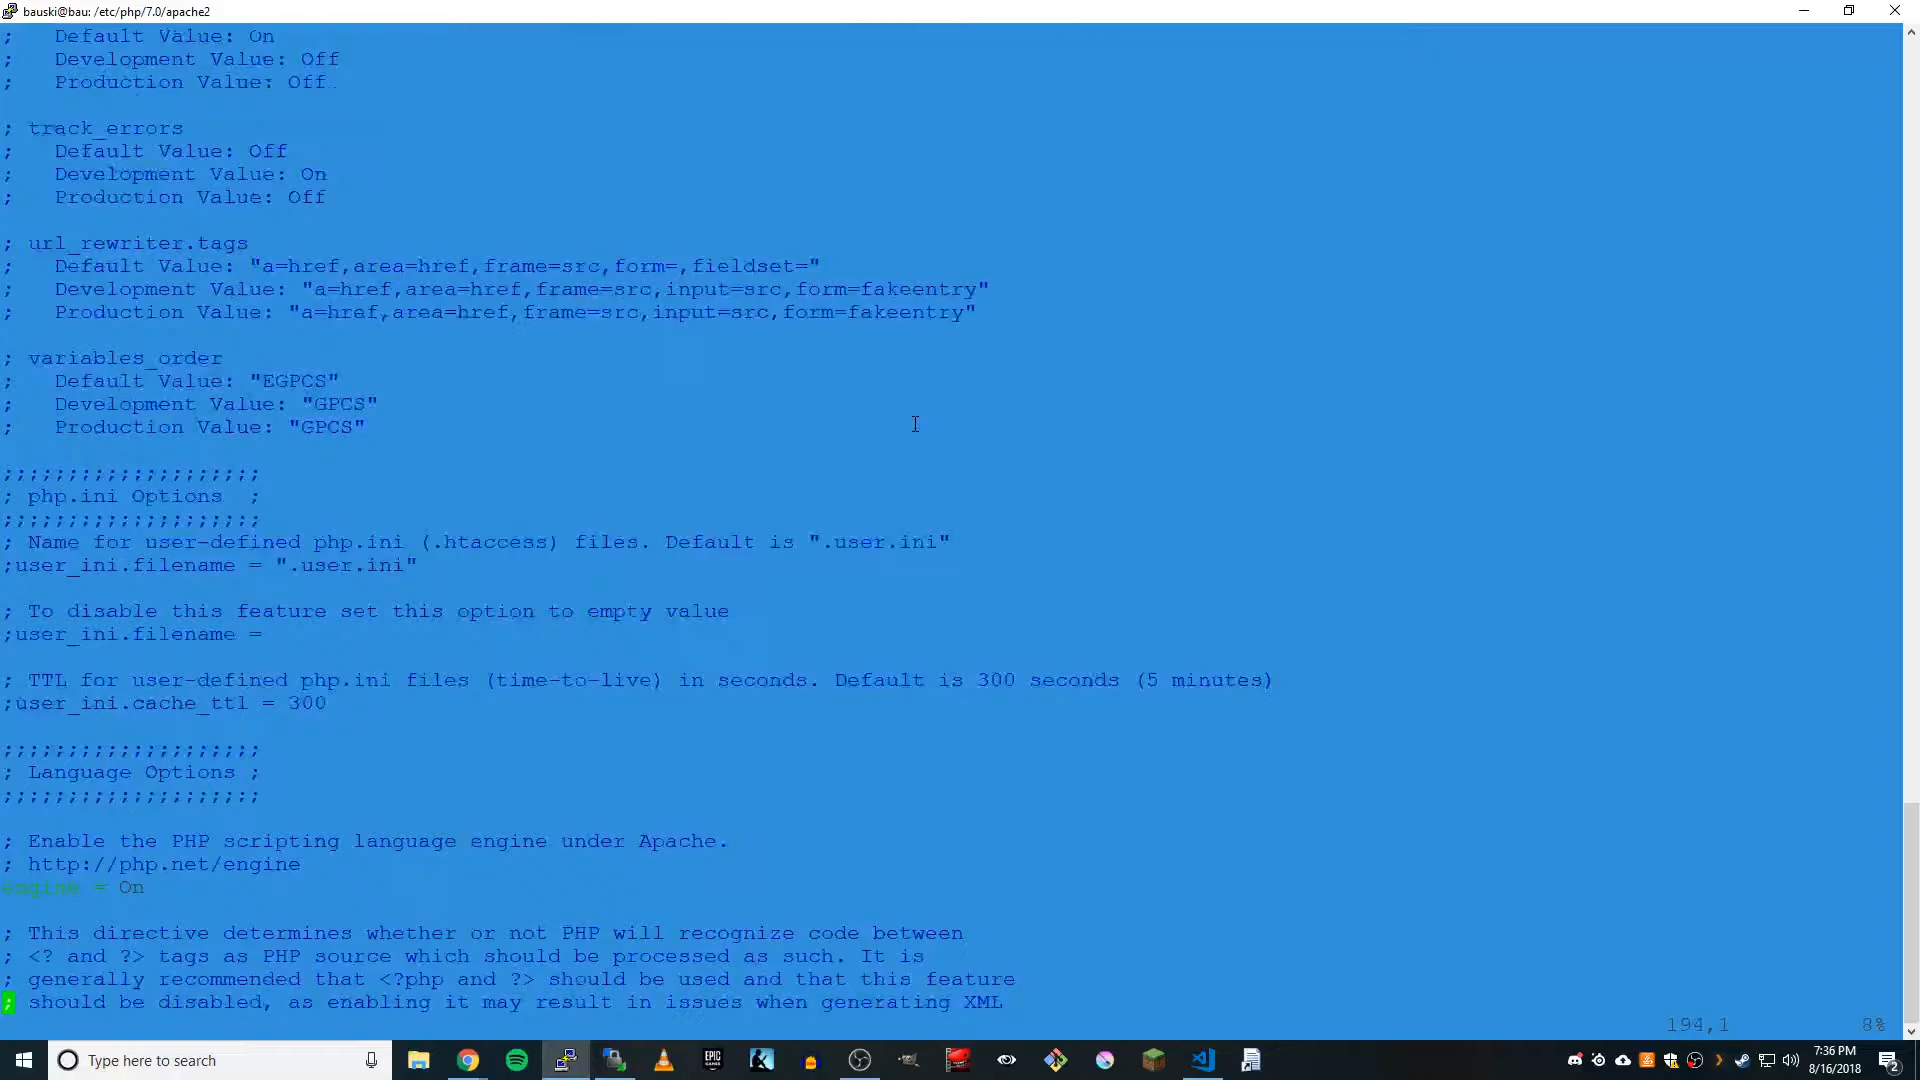 bauski@bau: /etc/php/7.0/apache2
;   Default Value: On
;   Development Value: Off
;   Production Value: Off
; track_errors
;   Default Value: Off
;   Development Value: On
;   Production Value: Off
; url_rewriter.tags
;   Default Value: "a=href,area=href,frame=src,form=,fieldset="
;   Development Value: "a=href,area=href,frame=src,input=src,form=fakeentry"
;   Production Value: "a=href,area=href,frame=src,input=src,form=fakeentry"
; variables_order
;   Default Value: "EGPCS"
;   Development Value: "GPCS"
;   Production Value: "GPCS"
;;;;;;;;;;;;;;;;;;;;
; php.ini Options  ;
;;;;;;;;;;;;;;;;;;;;
; Name for user-defined php.ini (.htaccess) files. Default is ".user.ini"
;user_ini.filename = ".user.ini"
; To disable this feature set this option to empty value
;user_ini.filename =
; TTL for user-defined php.ini files (time-to-live) in seconds. Default is 300 seconds (5 minutes)
;user_ini.cache_ttl = 300
;;;;;;;;;;;;;;;;;;;;
; Language Options ;
;;;;;;;;;;;;;;;;;;;;
; Enable the PHP scripting language engine under Apache.
; http://php.net/engine
engine = On
; This directive determines whether or not PHP will recognize code between
; <? and ?> tags as PHP source which should be processed as such. It is
; generally recommended that <?php and ?> should be used and that this feature
; should be disabled, as enabling it may result in issues when generating XML
194,1 8%
Type here to search
EPIC GAMES
7:36 PM
8/16/2018
2